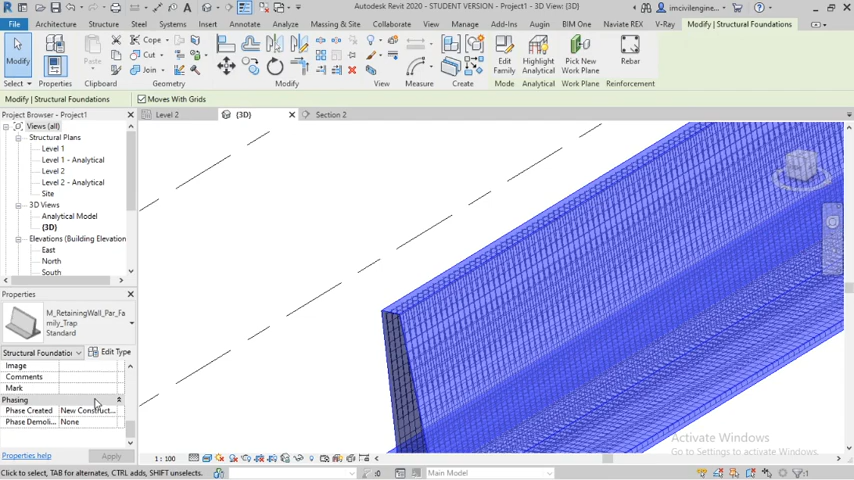 Autodesk Revit 2020 - STUDENT VERSION - Project1 - 3D View: {3D}
imcivilengine...
File Architecture Structure Steel Systems Insert Annotate Analyze Massing & Site Collaborate View Manage Add-Ins Augin BIM One Naviate REX V-Ray Modify | Structural Foundations
Modify
Properties
Paste
Cope
Cut
Join
Edit
Family
Highlight
Analytical
Pick New
Work Plane
Rebar
Select Properties Clipboard Geometry Modify View Measure Create Mode Analytical Work Plane Reinforcement
Modify | Structural Foundations Moves With Grids
Project Browser - Project1
Level 2 {3D} Section 2
Views (all)
Structural Plans
Level 1
Level 1 - Analytical
Level 2
Level 2 - Analytical
Site
3D Views
Analytical Model
{3D}
Elevations (Building Elevation
East
North
South
Properties
M_RetainingWall_Par_Fa
mily_Trap
Standard
Structural Foundation Edit Type
Image
Comments
Mark
Phasing
Phase Created New Construct...
Phase Demoli... None
Properties help Apply
1 : 100
Activate Windows
Go to Settings to activate Windows.
Click to select, TAB for alternates, CTRL adds, SHIFT unselects. :0 Main Model :1